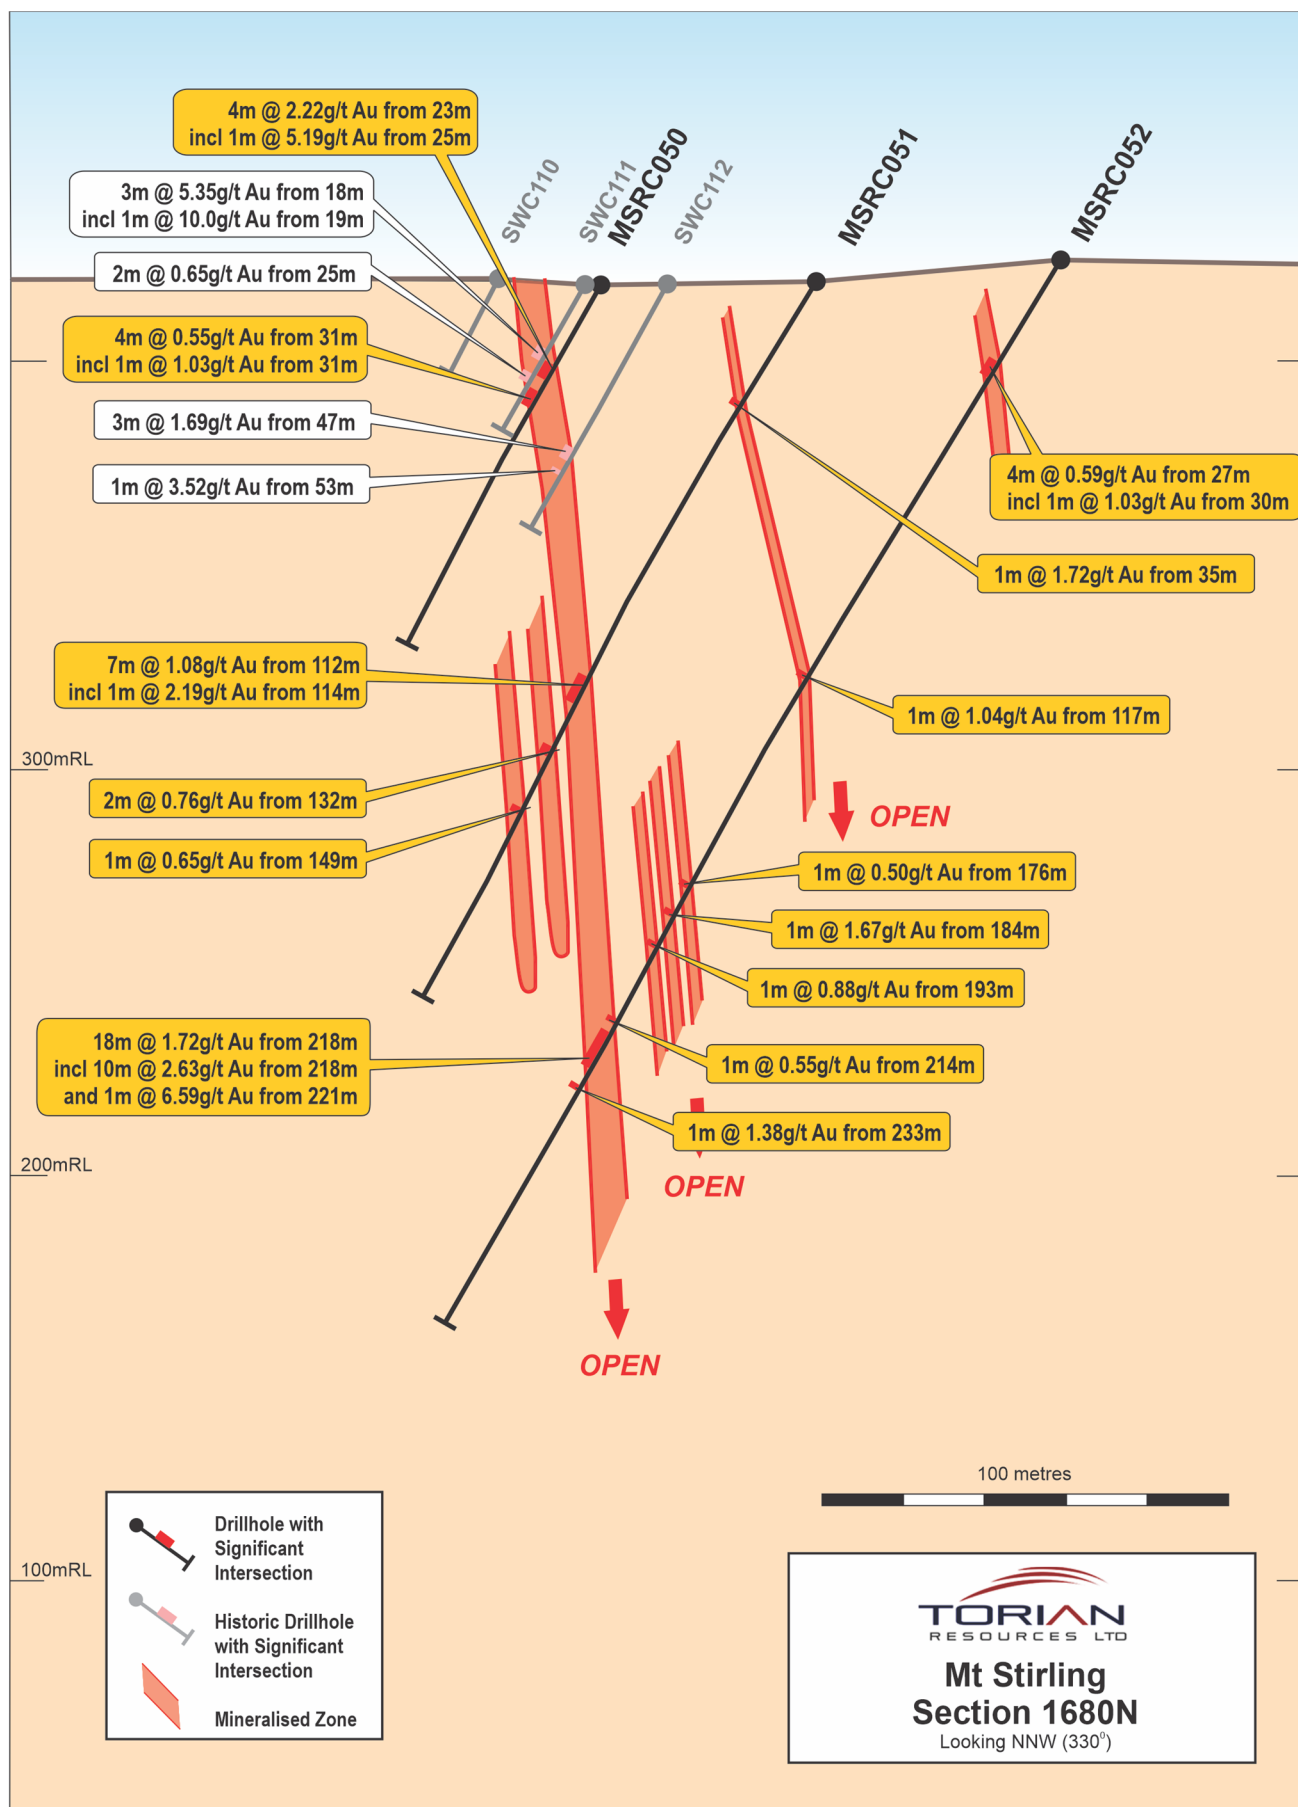 4m @ 2.22g/t Au from 23m
incl 1m @ 5.19g/t Au from 25m
3m @ 5.35g/t Au from 18m
incl 1m @ 10.0g/t Au from 19m
2m @ 0.65g/t Au from 25m
4m @ 0.55g/t Au from 31m
incl 1m @ 1.03g/t Au from 31m
3m @ 1.69g/t Au from 47m
1m @ 3.52g/t Au from 53m
SWC110
SWC111
MSRC050
SWC112
MSRC051
MSRC052
4m @ 0.59g/t Au from 27m
incl 1m @ 1.03g/t Au from 30m
1m @ 1.72g/t Au from 35m
7m @ 1.08g/t Au from 112m
incl 1m @ 2.19g/t Au from 114m
1m @ 1.04g/t Au from 117m
300mRL
2m @ 0.76g/t Au from 132m
OPEN
1m @ 0.65g/t Au from 149m
1m @ 0.50g/t Au from 176m
1m @ 1.67g/t Au from 184m
1m @ 0.88g/t Au from 193m
18m @ 1.72g/t Au from 218m
incl 10m @ 2.63g/t Au from 218m
and 1m @ 6.59g/t Au from 221m
1m @ 0.55g/t Au from 214m
1m @ 1.38g/t Au from 233m
200mRL
OPEN
OPEN
100 metres
100mRL
Drillhole with
Significant
Intersection
Historic Drillhole
with Significant
Intersection
Mineralised Zone
TORIAN
RESOURCES LTD
Mt Stirling
Section 1680N
Looking NNW (330⁰)